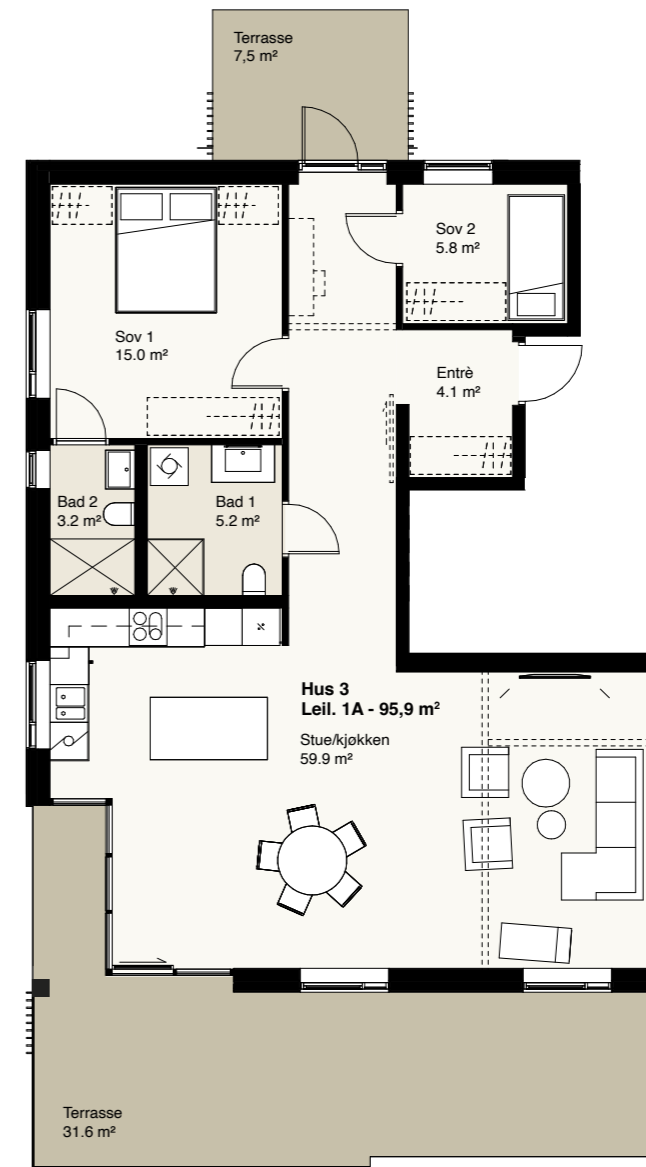 Terrasse
7,5 m²
Sov 2
5.8 m²
Sov 1
15.0 m²
Entrè
4.1 m²
Bad 2
3.2 m²
Bad 1
5.2 m²
Hus 3
Leil. 1A - 95,9 m²
Stue/kjøkken
59.9 m²
Terrasse
31.6 m²